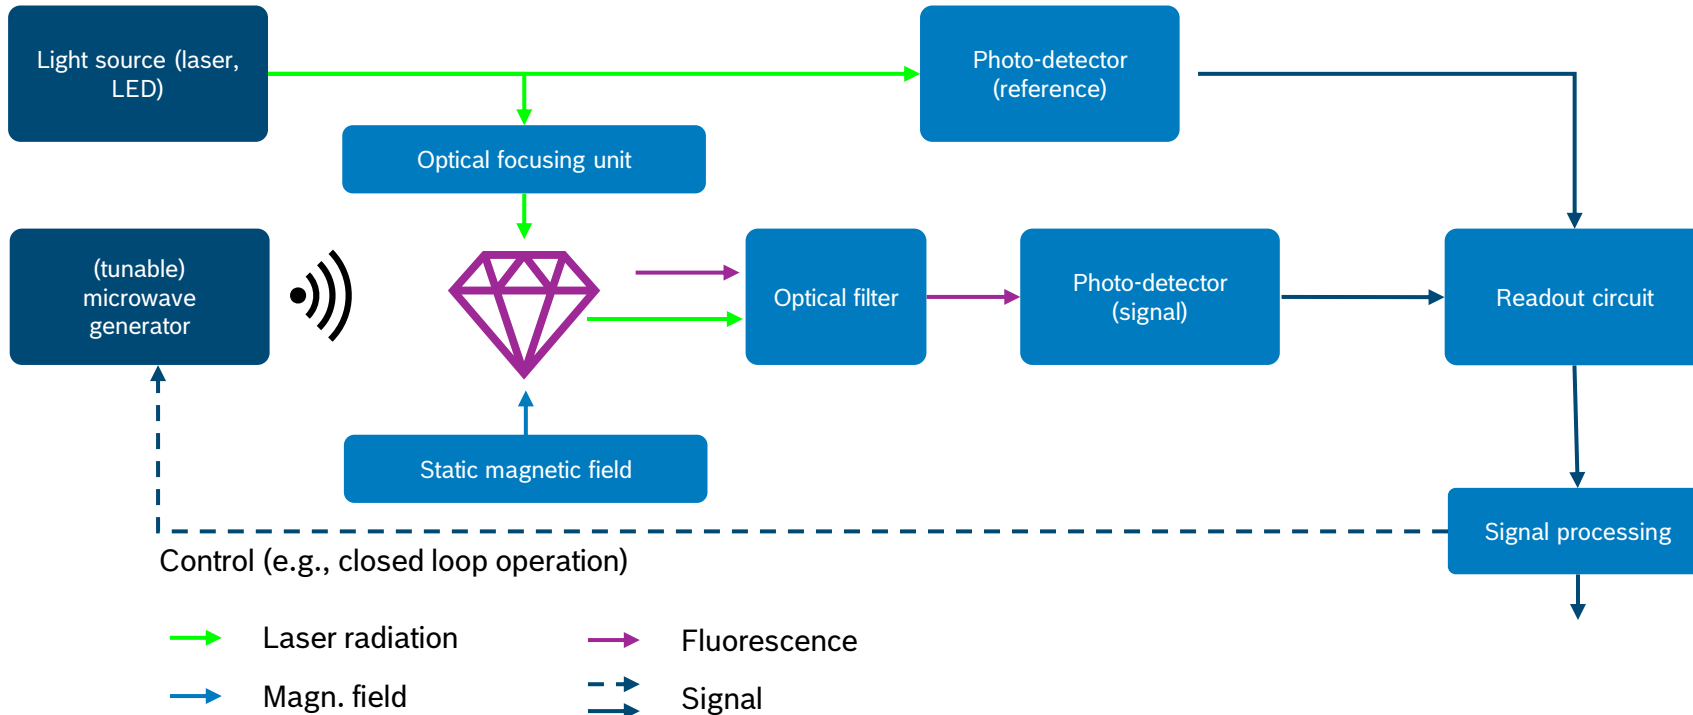 Light source (laser,
LED)
Photo-detector
(reference)
Optical focusing unit
(tunable)
microwave
generator
Optical filter
Photo-detector
(signal)
Readout circuit
Static magnetic field
Signal processing
Control (e.g., closed loop operation)
Laser radiation
Fluorescence
Magn. field
Signal